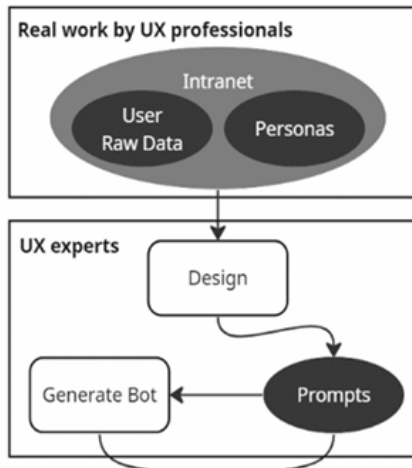 Real work by UX professionals
Intranet
User
Raw Data
Personas
UX experts
Design
Generate Bot
Prompts